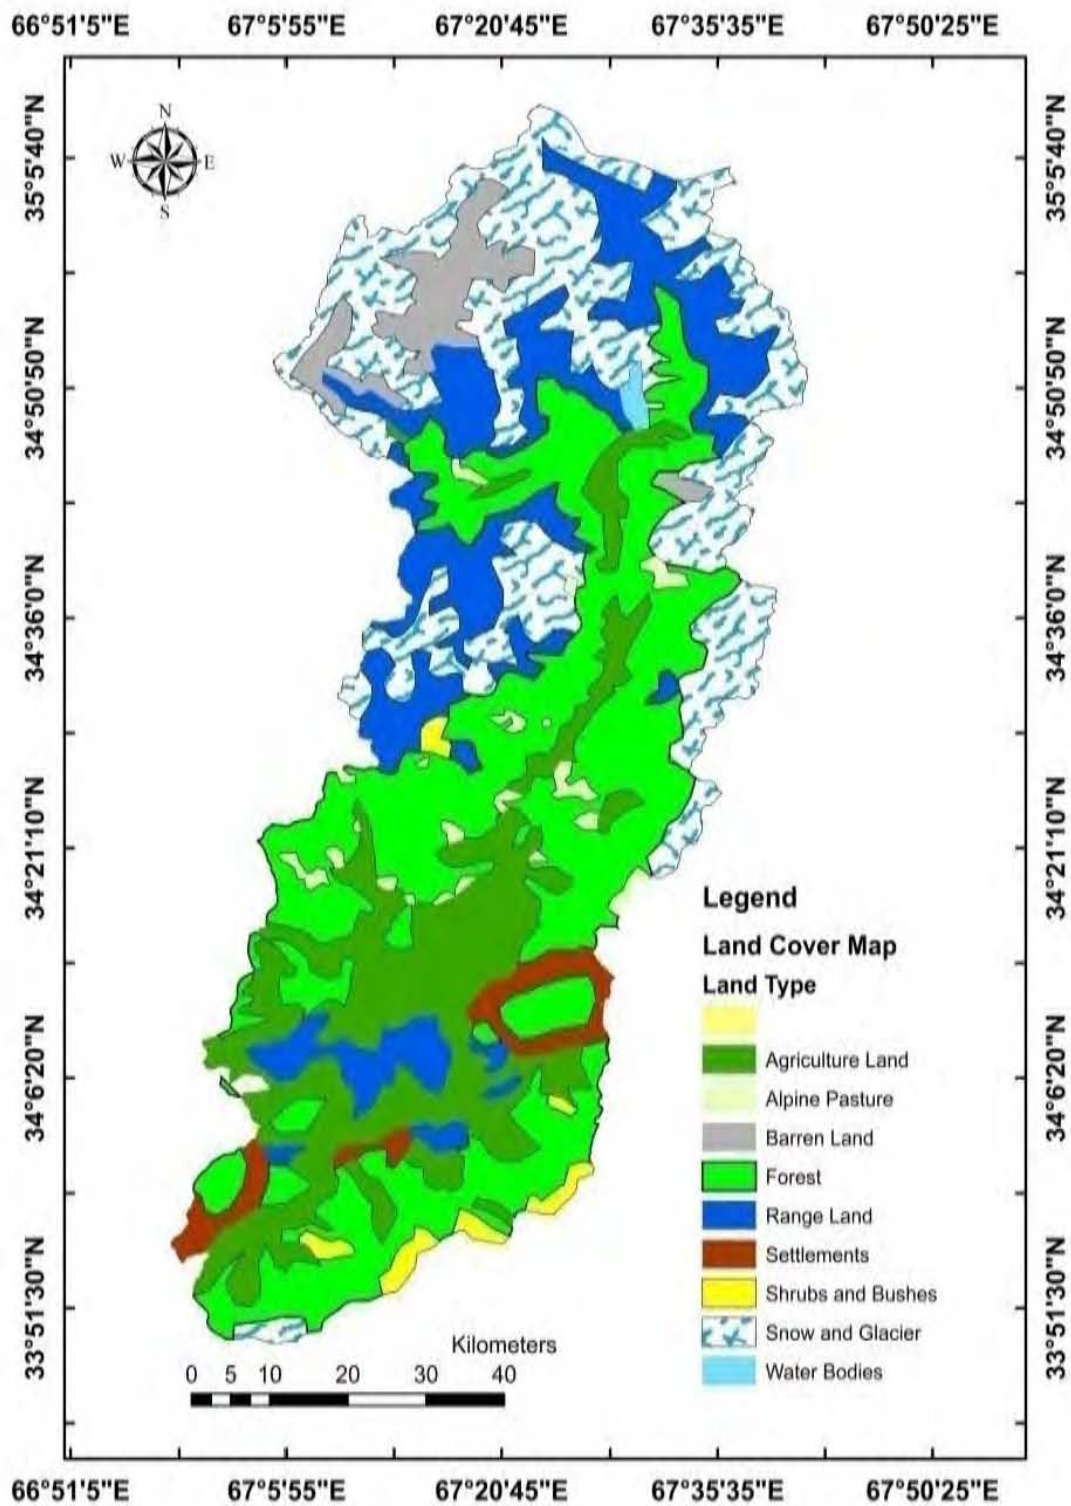 66°51'5"E 67°5'55"E 67°20'45"E 67°35'35"E 67°50'25"E
35°5'40"N
34°50'50"N
34°36'0"N
34°21'10"N
34°6'20"N
33°51'30"N
N
W E
S
35°5'40"N
34°50'50"N
34°36'0"N
34°21'10"N
34°6'20"N
33°51'30"N
Legend
Land Cover Map
Land Type
Agriculture Land
Alpine Pasture
Barren Land
Forest
Range Land
Settlements
Shrubs and Bushes
Snow and Glacier
Water Bodies
Kilometers
0 5 10 20 30 40
66°51'5"E 67°5'55"E 67°20'45"E 67°35'35"E 67°50'25"E